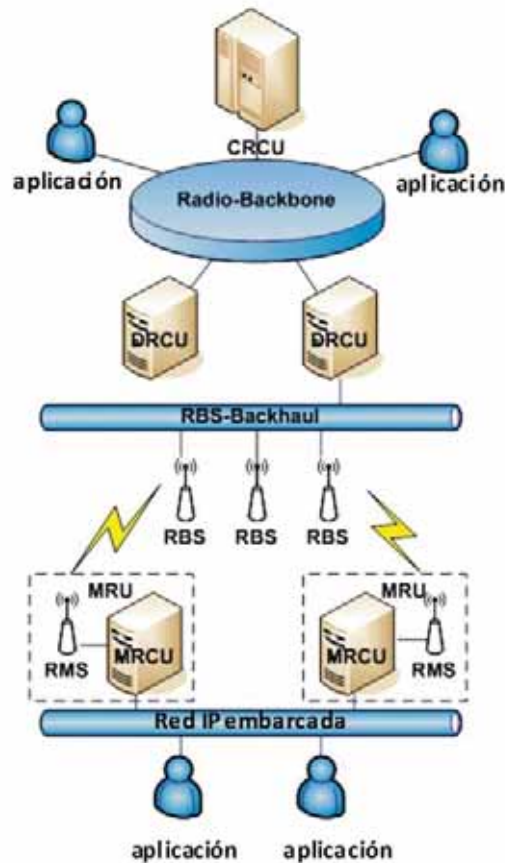 CRCU
aplicación
aplicación
Radio-Backbone
DRCU
DRCU
RBS-Backhaul
RBS
RBS
RBS
MRU
MRU
RMS
MRCU
MRCU
RMS
Red IP embarcada
aplicación
aplicación